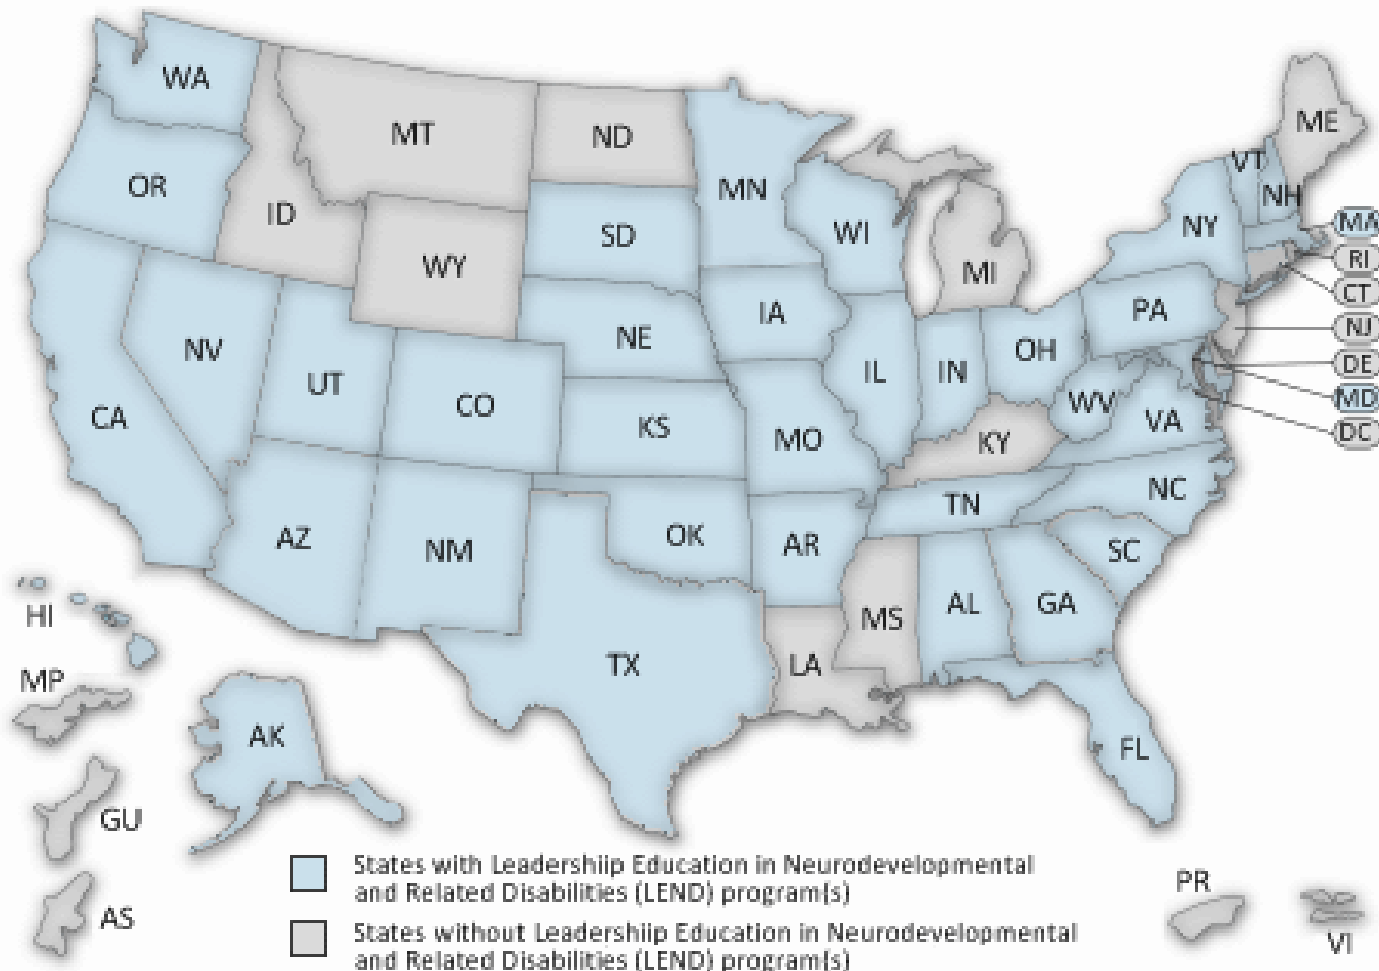 WA
MT
ND
ME
VT
OR
MN
NH
ID
MA
SD
WI
NY
RI
WY
MI
CT
IA
PA
NJ
NE
NV
OH
DE
IL
IN
UT
MD
CO
WV
CA
VA
KS
DC
MO
KY
NC
TN
AZ
OK
AR
NM
SC
HI
MS
AL
GA
TX
LA
MP
AK
FL
GU
States with Leadershiip Education in Neurodevelopmental
and Related Disabilities (LEND) program(s)
PR
AS
States without Leadershiip Education in Neurodevelopmental
and Related Disabilities (LEND) program(s)
VI